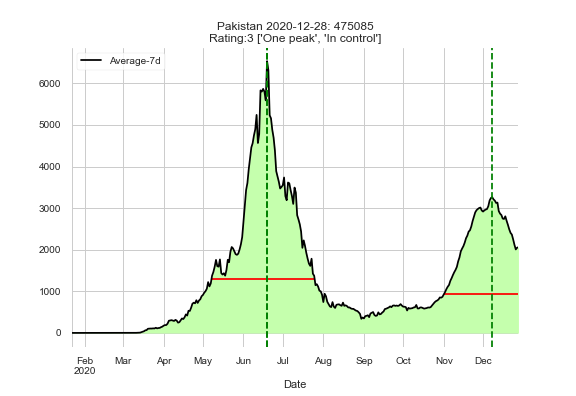 Pakistan 2020-12-28: 475085
Rating:3 ['One peak', 'In control']
Average-7d
6000
5000
4000
3000
2000
1000
0
Feb Mar Apr May Jun Jul Aug Sep Oct Nov Dec
2020
Date